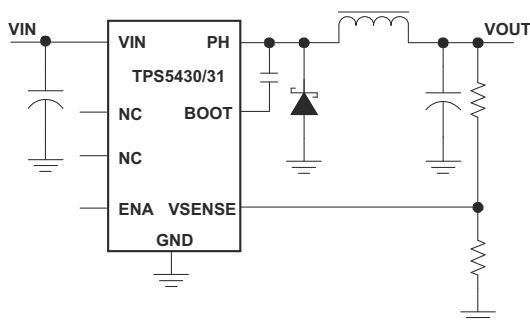 VIN
VIN
PH
VOUT
TPS5430/31
NC
BOOT
NC
ENA
VSENSE
GND